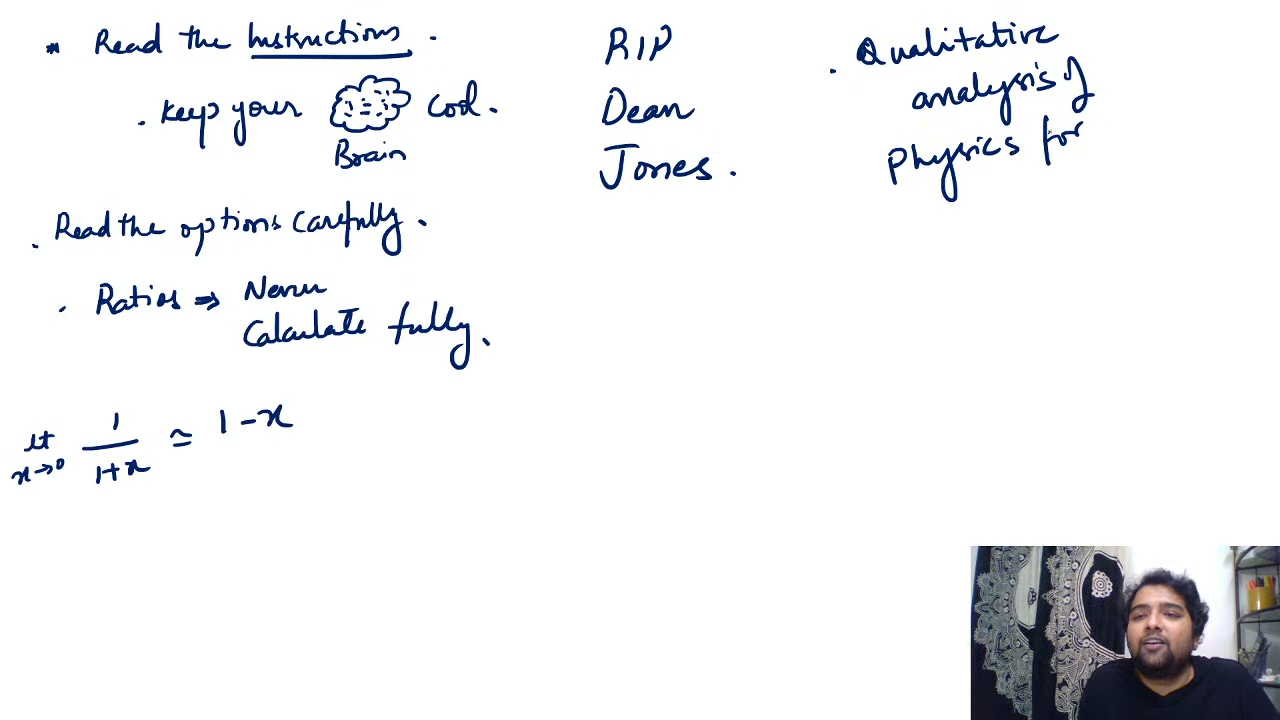 * Read the Instructions .
. keep your cool.
Brain
. Read the options carefully.
. Ratios ⇒ Never
Calculate fully.
lt x→0 1/1+x ≃ 1-x
RIP
Dean
Jones .
. Qualitative
analysis of
Physics for